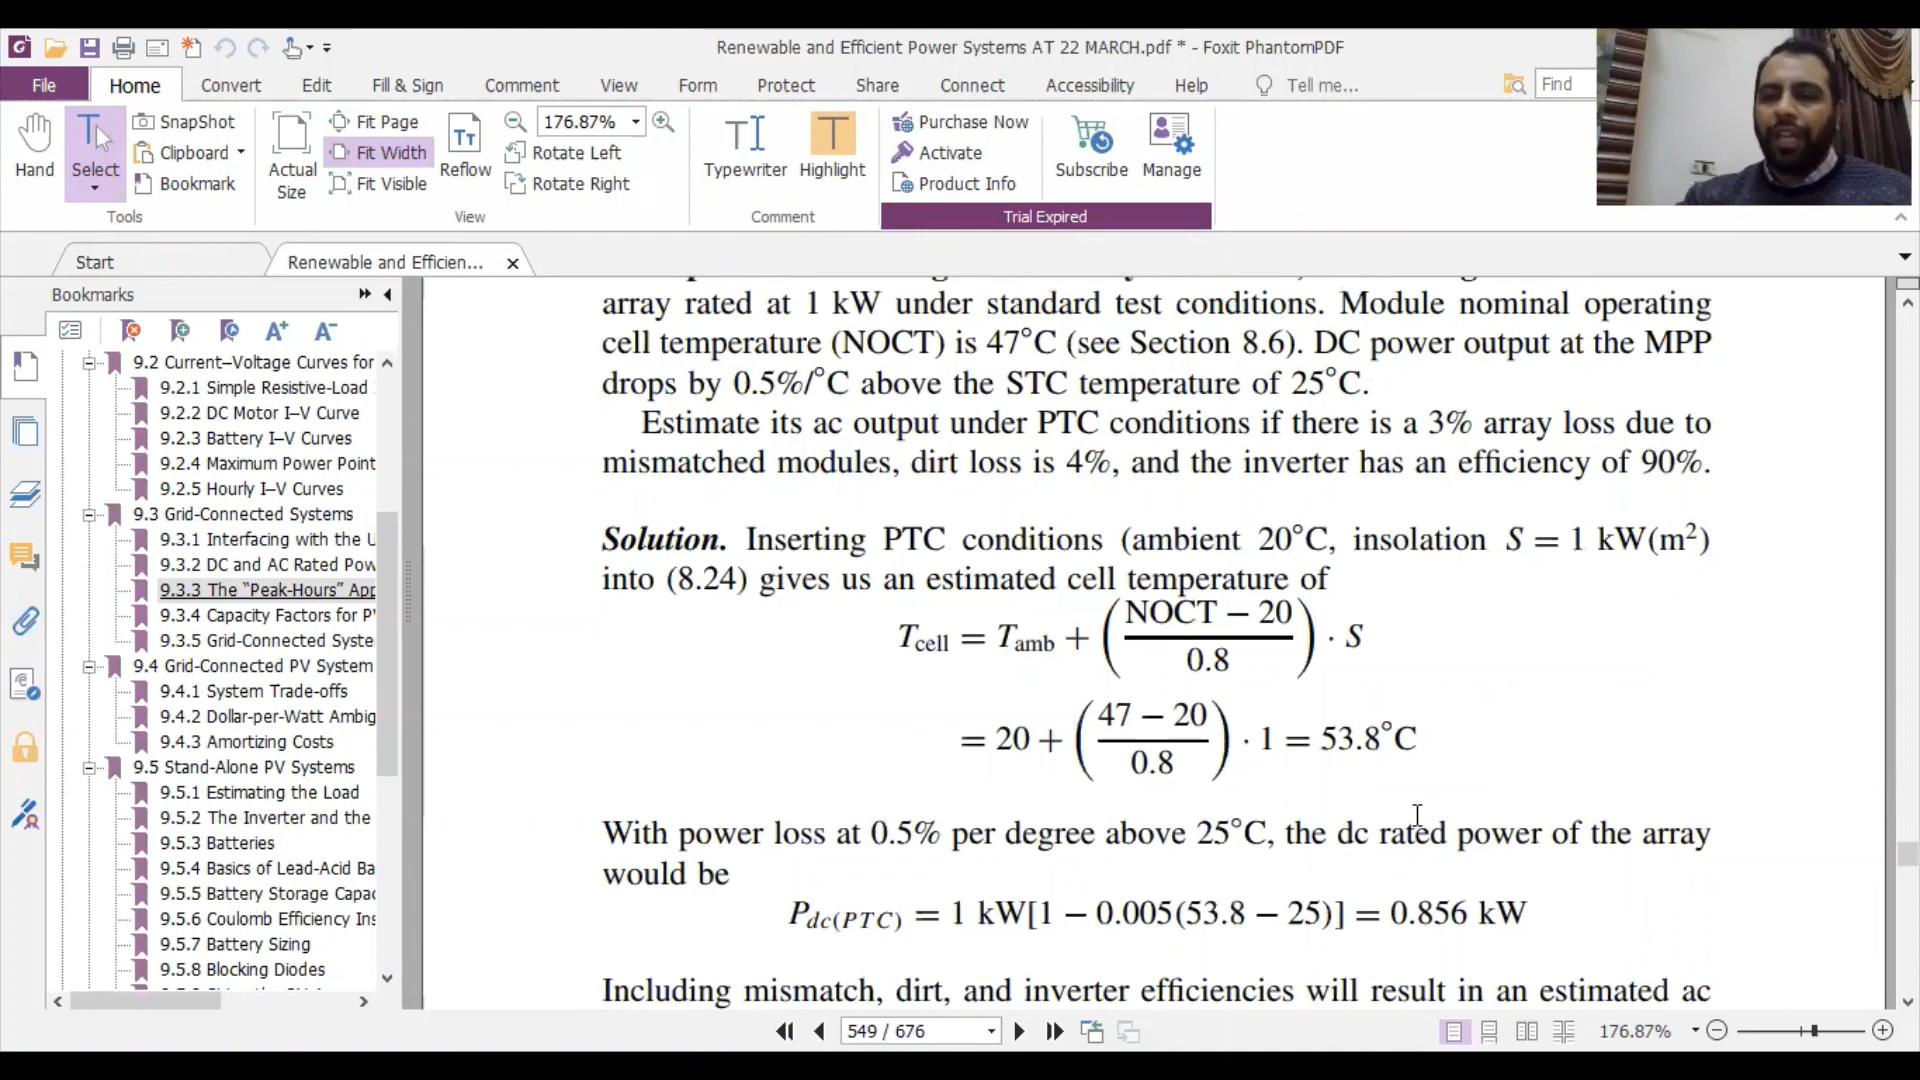 Renewable and Efficient Power Systems AT 22 MARCH.pdf * - Foxit PhantomPDF
File Home Convert Edit Fill & Sign Comment View Form Protect Share Connect Accessibility Help Tell me... Find
Hand
Select
SnapShot
Clipboard
Bookmark
Tools
Actual Size
Fit Page
Fit Width
Fit Visible
Reflow
176.87%
Rotate Left
Rotate Right
View
Typewriter
Highlight
Comment
Purchase Now
Activate
Product Info
Subscribe
Manage
Trial Expired
Start
Renewable and Efficien...
Bookmarks
9.2 Current–Voltage Curves for
9.2.1 Simple Resistive-Load
9.2.2 DC Motor I–V Curve
9.2.3 Battery I–V Curves
9.2.4 Maximum Power Point
9.2.5 Hourly I–V Curves
9.3 Grid-Connected Systems
9.3.1 Interfacing with the U
9.3.2 DC and AC Rated Pow
9.3.3 The “Peak-Hours” App
9.3.4 Capacity Factors for P
9.3.5 Grid-Connected Syste
9.4 Grid-Connected PV System
9.4.1 System Trade-offs
9.4.2 Dollar-per-Watt Ambig
9.4.3 Amortizing Costs
9.5 Stand-Alone PV Systems
9.5.1 Estimating the Load
9.5.2 The Inverter and the
9.5.3 Batteries
9.5.4 Basics of Lead-Acid Ba
9.5.5 Battery Storage Capac
9.5.6 Coulomb Efficiency Ins
9.5.7 Battery Sizing
9.5.8 Blocking Diodes
array rated at 1 kW under standard test conditions. Module nominal operating
cell temperature (NOCT) is 47°C (see Section 8.6). DC power output at the MPP
drops by 0.5%/°C above the STC temperature of 25°C.
Estimate its ac output under PTC conditions if there is a 3% array loss due to
mismatched modules, dirt loss is 4%, and the inverter has an efficiency of 90%.
Solution. Inserting PTC conditions (ambient 20°C, insolation S = 1 kW(m²)
into (8.24) gives us an estimated cell temperature of
Tcell = Tamb + (NOCT − 20 / 0.8) · S
= 20 + (47 − 20 / 0.8) · 1 = 53.8°C
With power loss at 0.5% per degree above 25°C, the dc rated power of the array
would be
Pdc(PTC) = 1 kW[1 − 0.005(53.8 − 25)] = 0.856 kW
Including mismatch, dirt, and inverter efficiencies will result in an estimated ac
549 / 676
176.87%